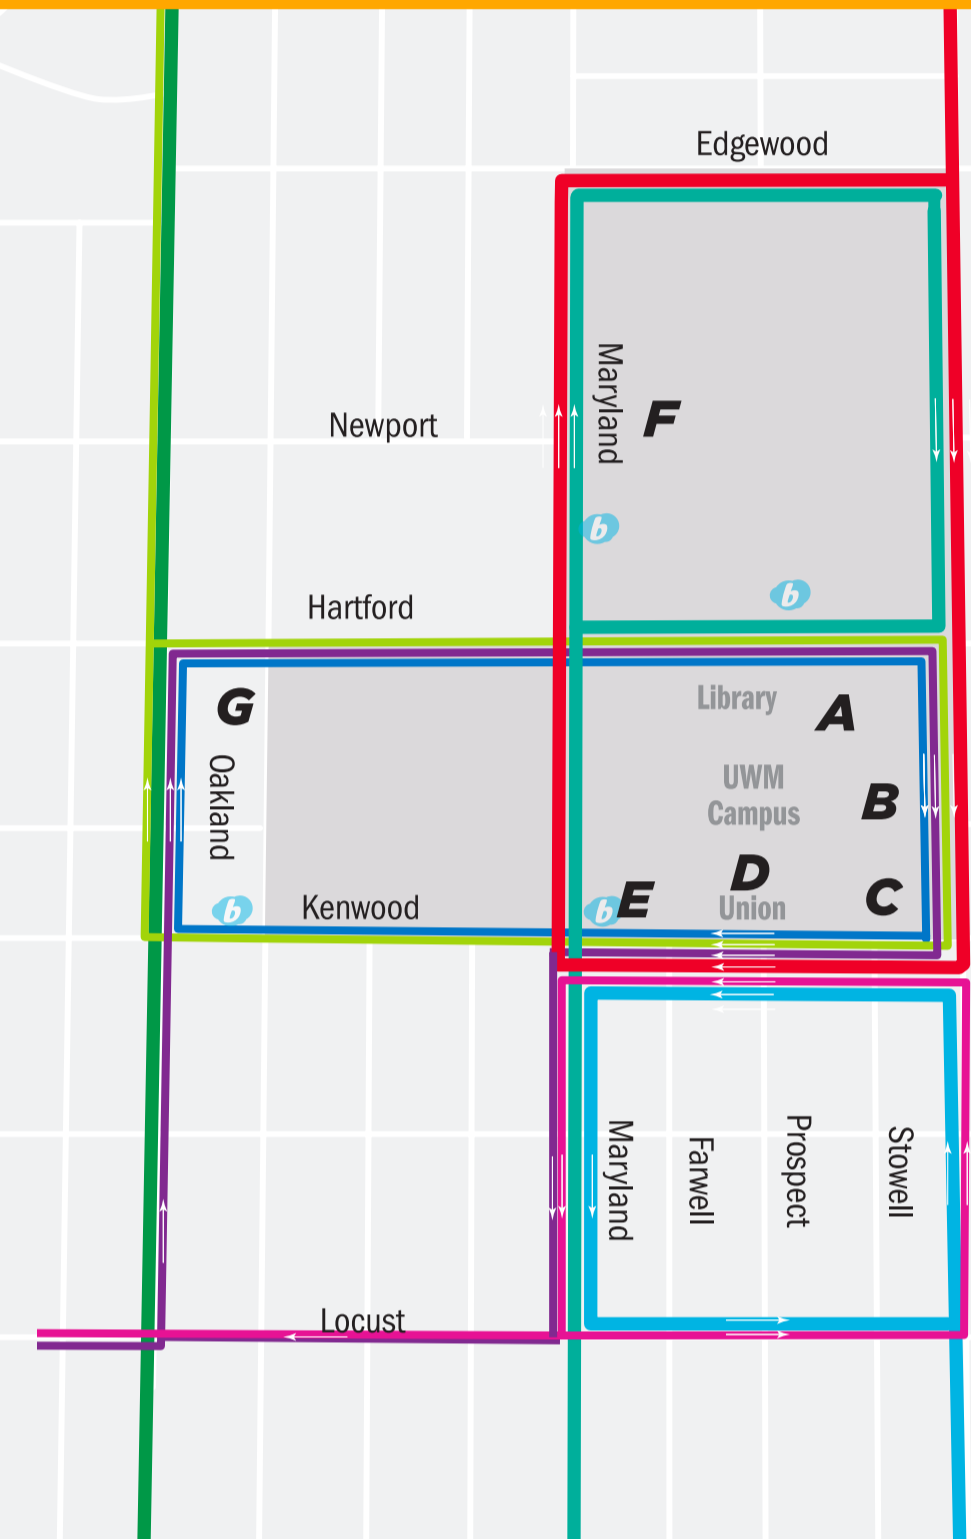 Edgewood
Maryland
F
Newport
b
b
Hartford
G
Library
A
Oakland
UWM
Campus
B
D
E
C
b
Kenwood
b
Union
Maryland
Farwell
Prospect
Stowell
Locust